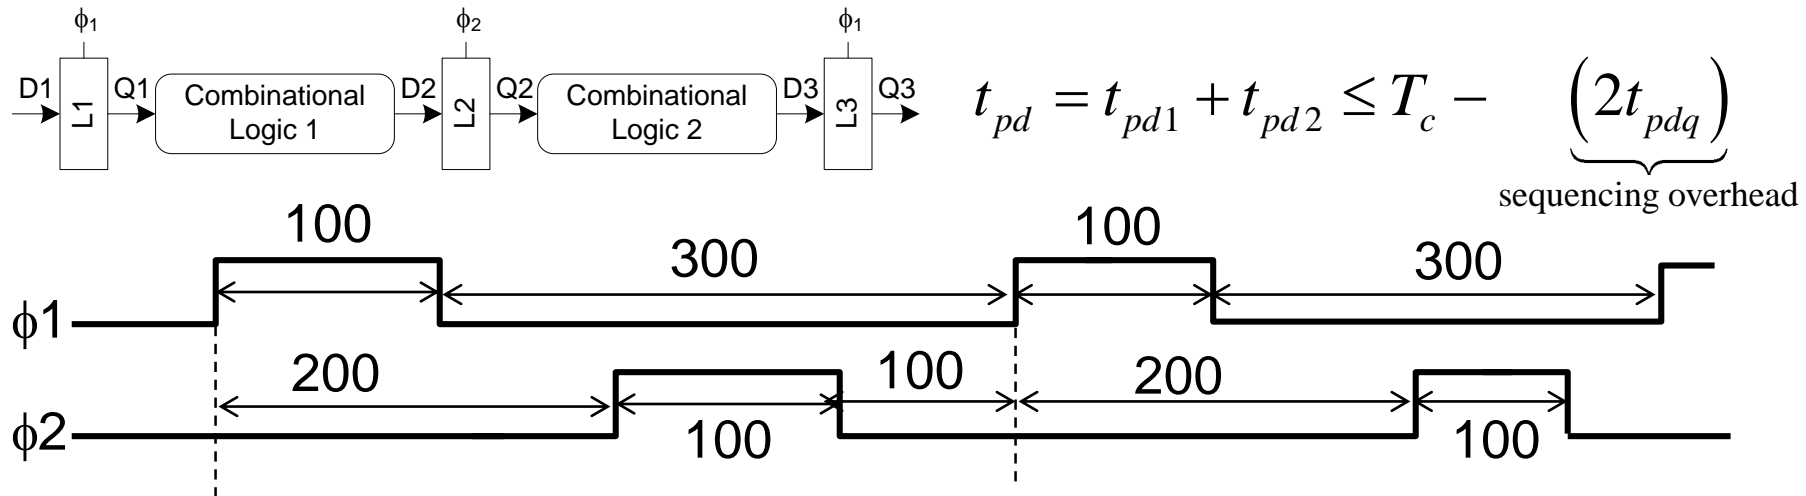 ϕ1 ϕ2 ϕ1
D1 L1 Q1 Combinational Logic 1 D2 L2 Q2 Combinational Logic 2 D3 L3 Q3
t_pd = t_pd1 + t_pd2 ≤ T_c − (2t_pdq)
sequencing overhead
100 300 100 300
ϕ1
200 100 200
ϕ2 100 100